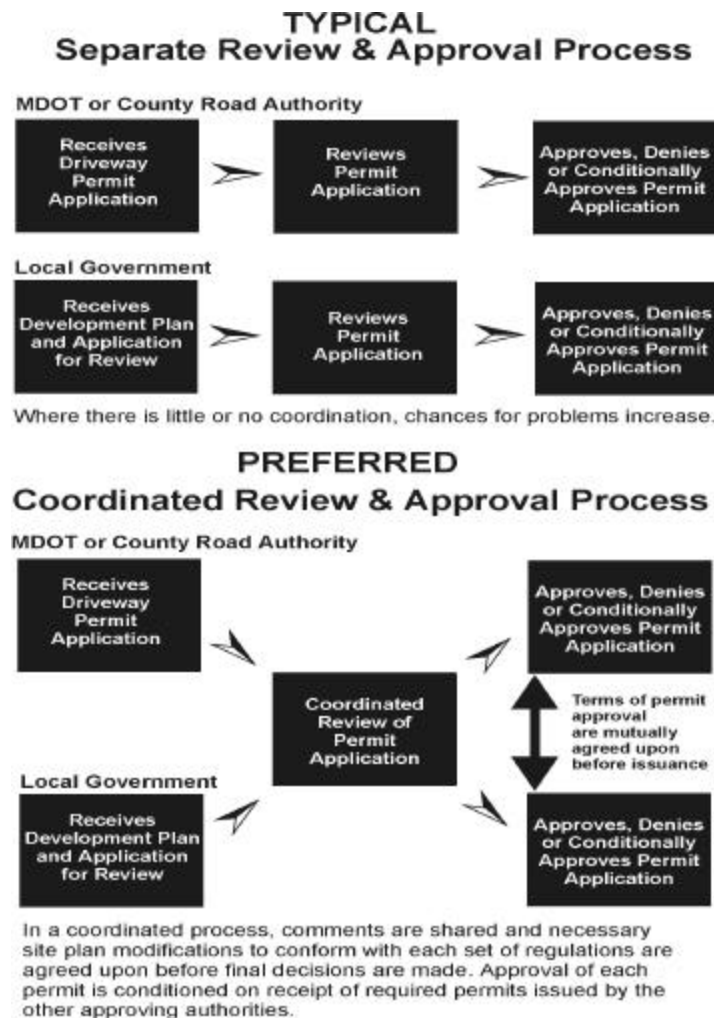 TYPICAL
Separate Review & Approval Process
MDOT or County Road Authority
Receives
Driveway
Permit
Application
Reviews
Permit
Application
Approves, Denies
or Conditionally
Approves Permit
Application
Local Government
Receives
Development Plan
and Application
for Review
Reviews
Permit
Application
Approves, Denies
or Conditionally
Approves Permit
Application
Where there is little or no coordination, chances for problems increase.
PREFERRED
Coordinated Review & Approval Process
MDOT or County Road Authority
Receives
Driveway
Permit
Application
Coordinated
Review of
Permit
Application
Approves, Denies
or Conditionally
Approves Permit
Application
Terms of permit
approval
are mutually
agreed upon
before issuance
Local Government
Receives
Development Plan
and Application
for Review
Approves, Denies
or Conditionally
Approves Permit
Application
In a coordinated process, comments are shared and necessary
site plan modifications to conform with each set of regulations are
agreed upon before final decisions are made. Approval of each
permit is conditioned on receipt of required permits issued by the
other approving authorities.